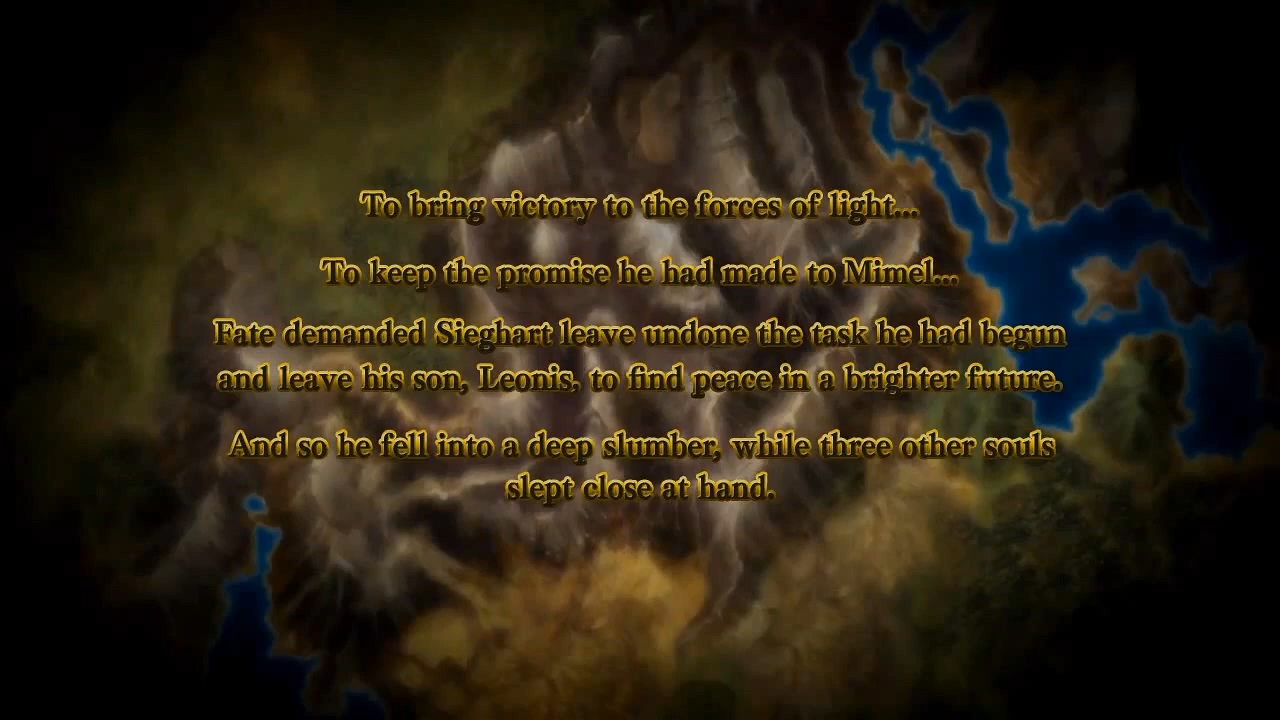 To bring victory to the forces of light...
To keep the promise he had made to Mimel...
Fate demanded Sieghart leave undone the task he had begun
and leave his son, Leonis, to find peace in a brighter future.
And so he fell into a deep slumber, while three other souls
slept close at hand.